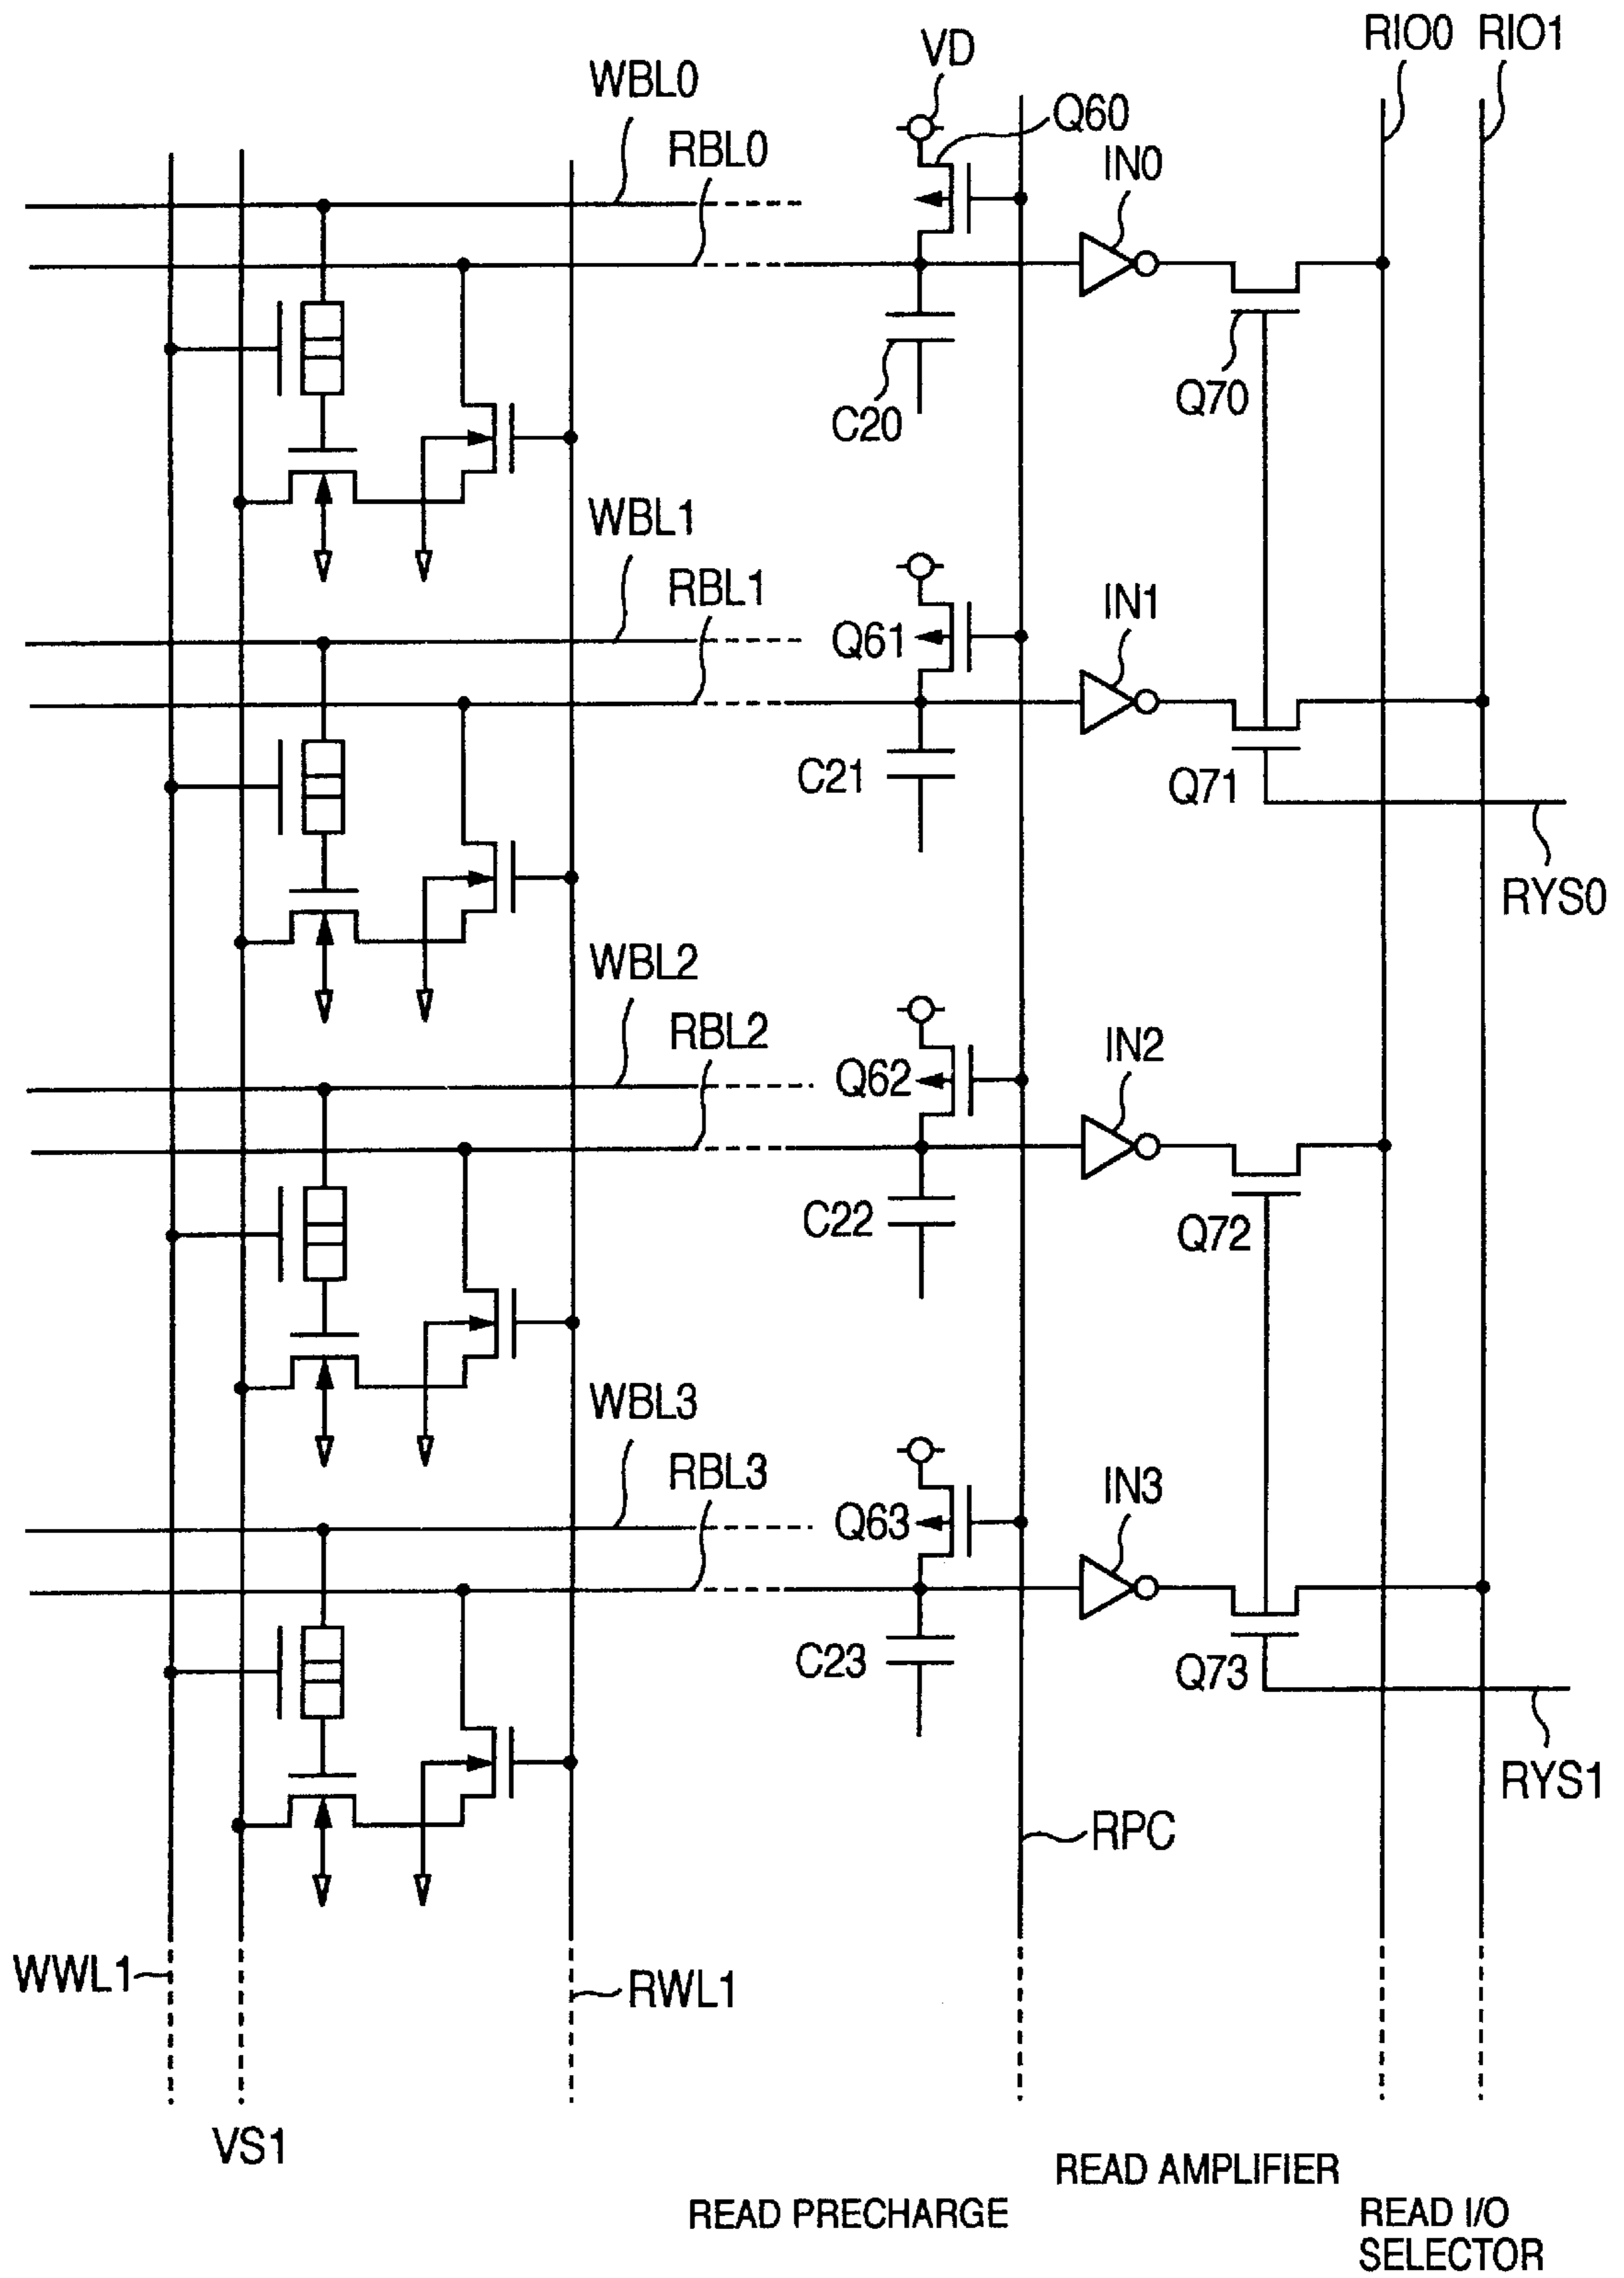 RIO0 RIO1
VD
WBL0
Q60
RBL0
IN0
Q70
C20
WBL1
RBL1
IN1
Q61
C21
Q71
RYS0
WBL2
RBL2
IN2
Q62
C22
Q72
WBL3
RBL3
IN3
Q63
C23
Q73
RYS1
RPC
WWL1
RWL1
VS1
READ AMPLIFIER
READ PRECHARGE
READ I/O
SELECTOR